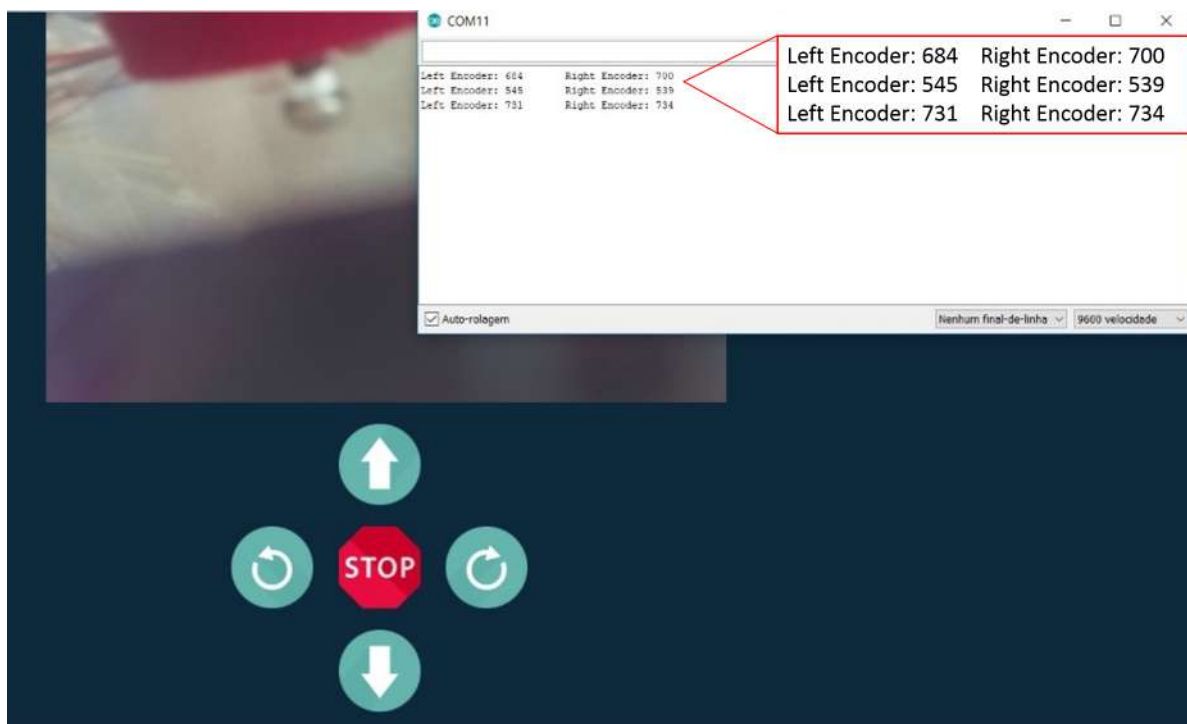 COM11
Left Encoder: 684 Right Encoder: 700
Left Encoder: 545 Right Encoder: 539
Left Encoder: 731 Right Encoder: 734
Left Encoder: 684 Right Encoder: 700
Left Encoder: 545 Right Encoder: 539
Left Encoder: 731 Right Encoder: 734
Auto-rolagem
Nenhum final-de-linha
9600 velocidade
STOP